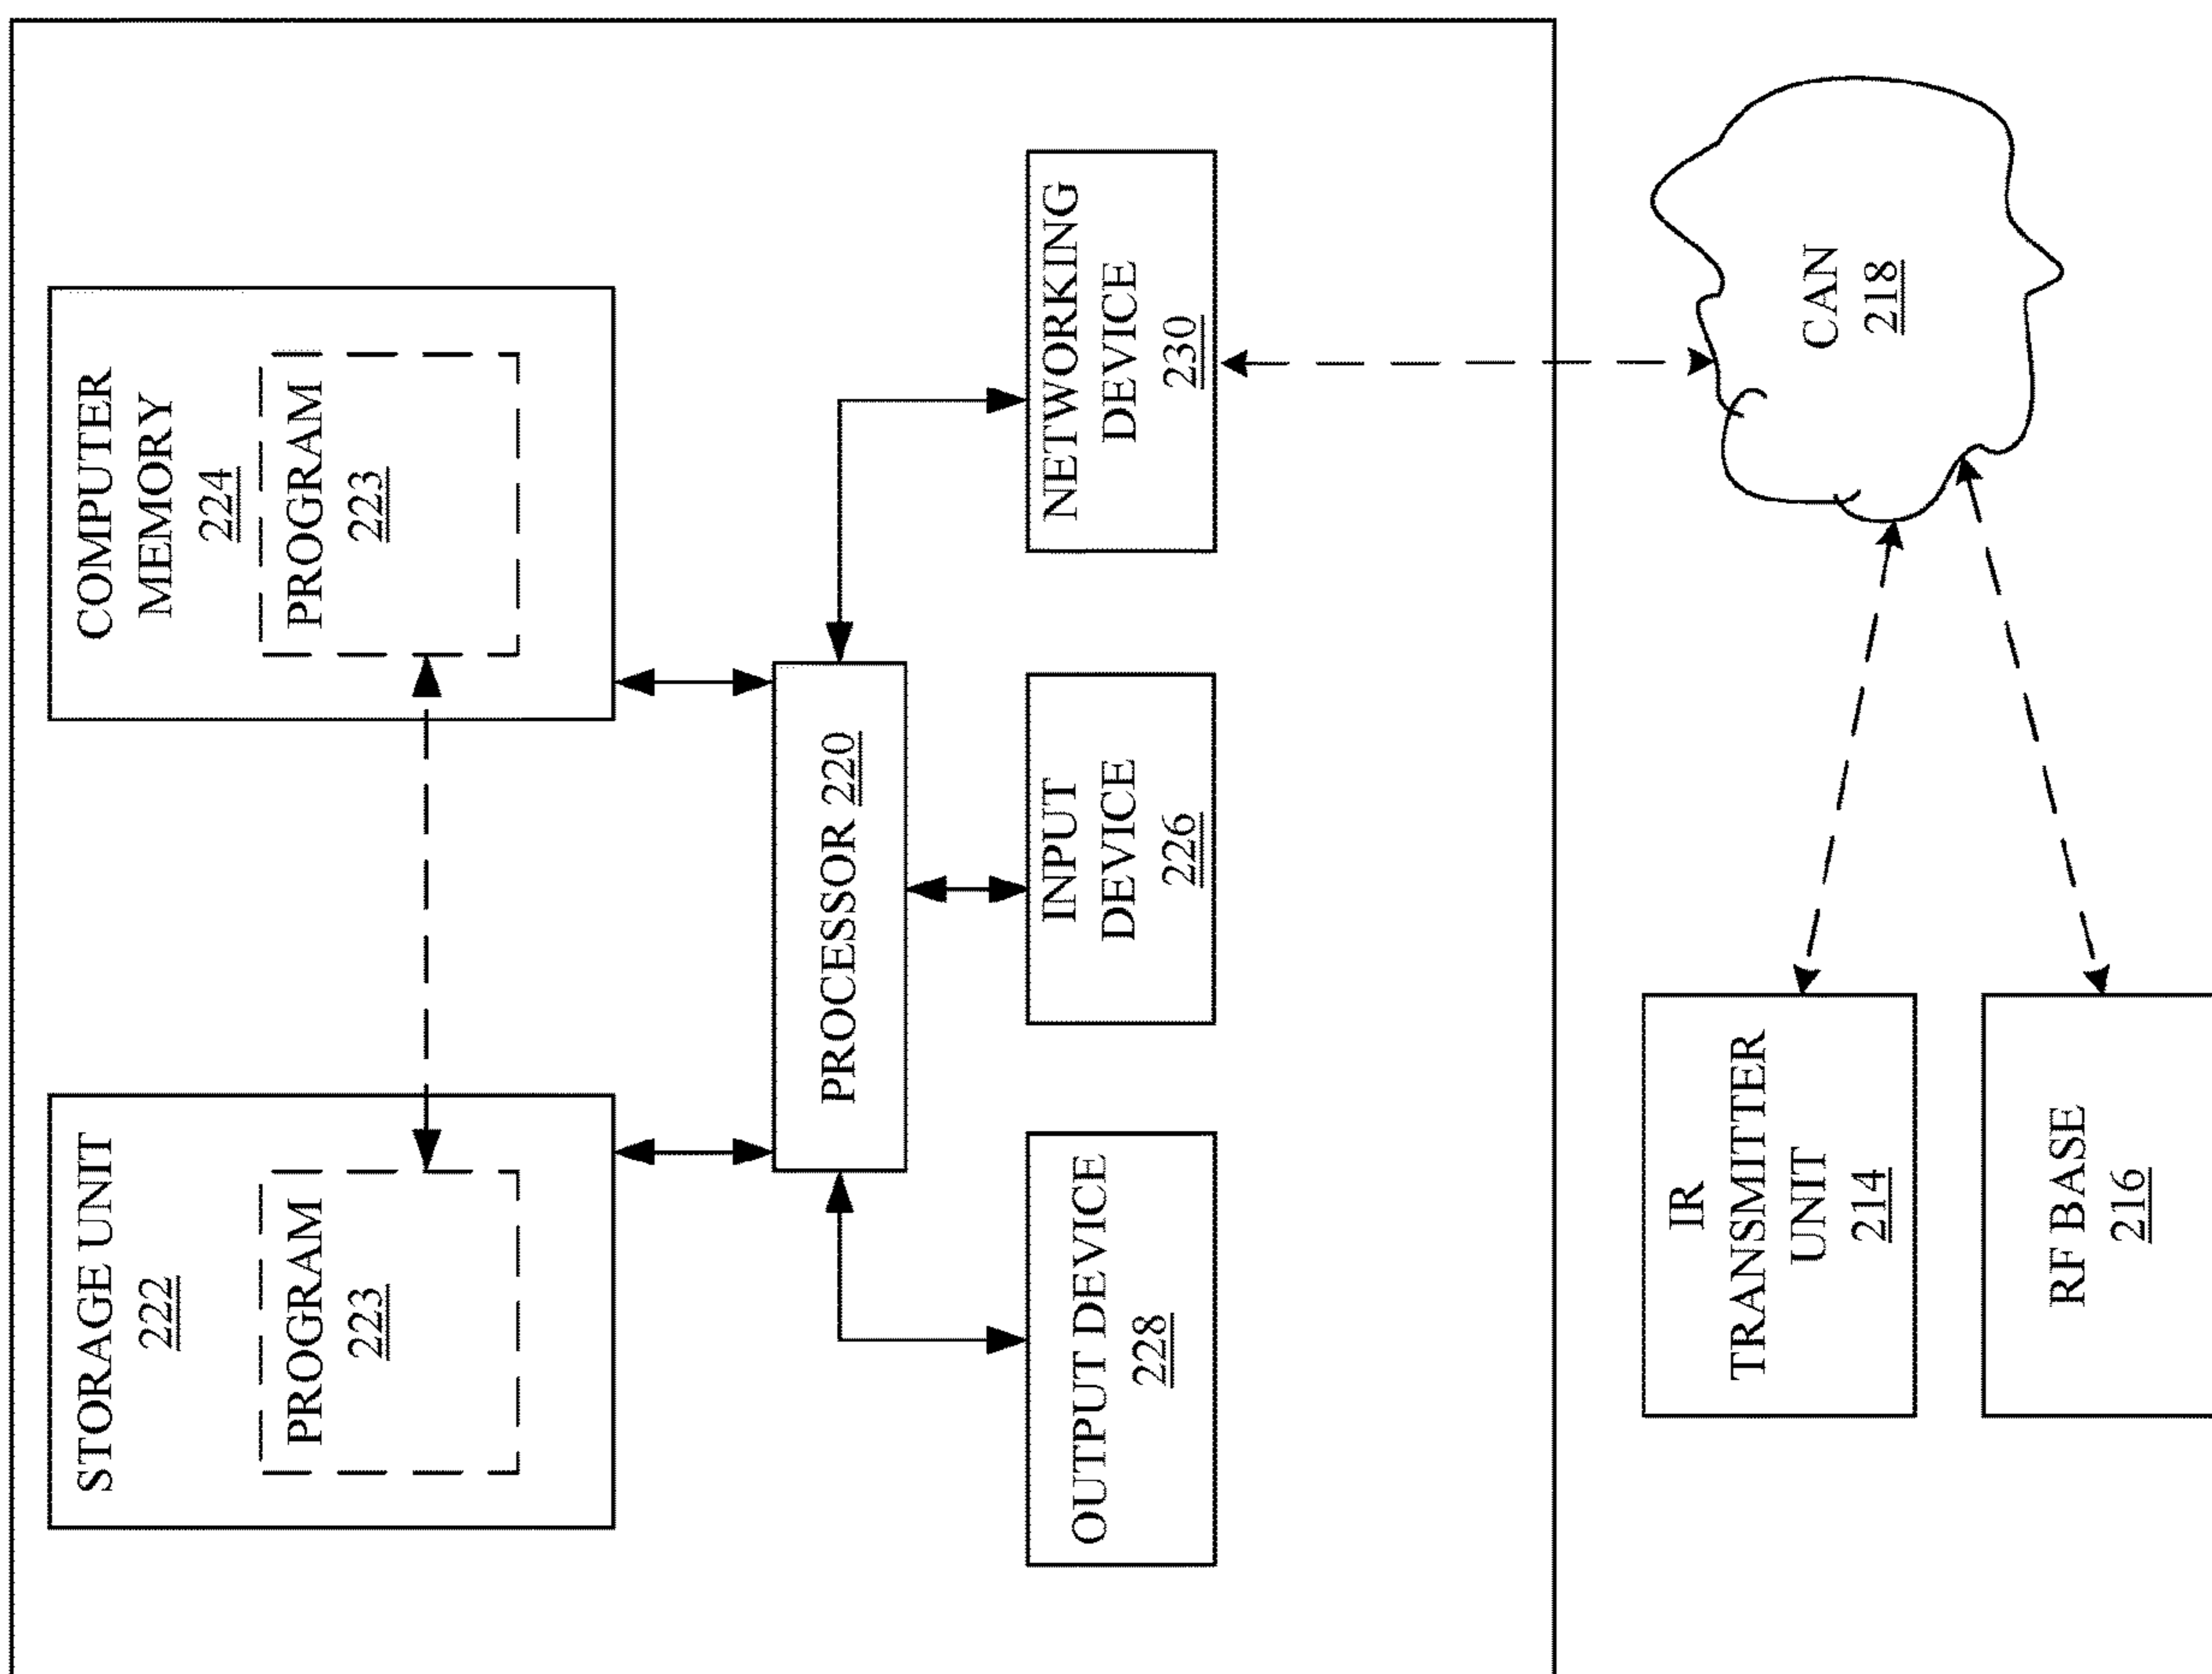 STORAGE UNIT
222
PROGRAM
223
COMPUTER
MEMORY
224
PROGRAM
223
PROCESSOR 220
OUTPUT DEVICE
228
INPUT
DEVICE
226
NETWORKING
DEVICE
230
IR
TRANSMITTER
UNIT
214
RF BASE
216
CAN
218